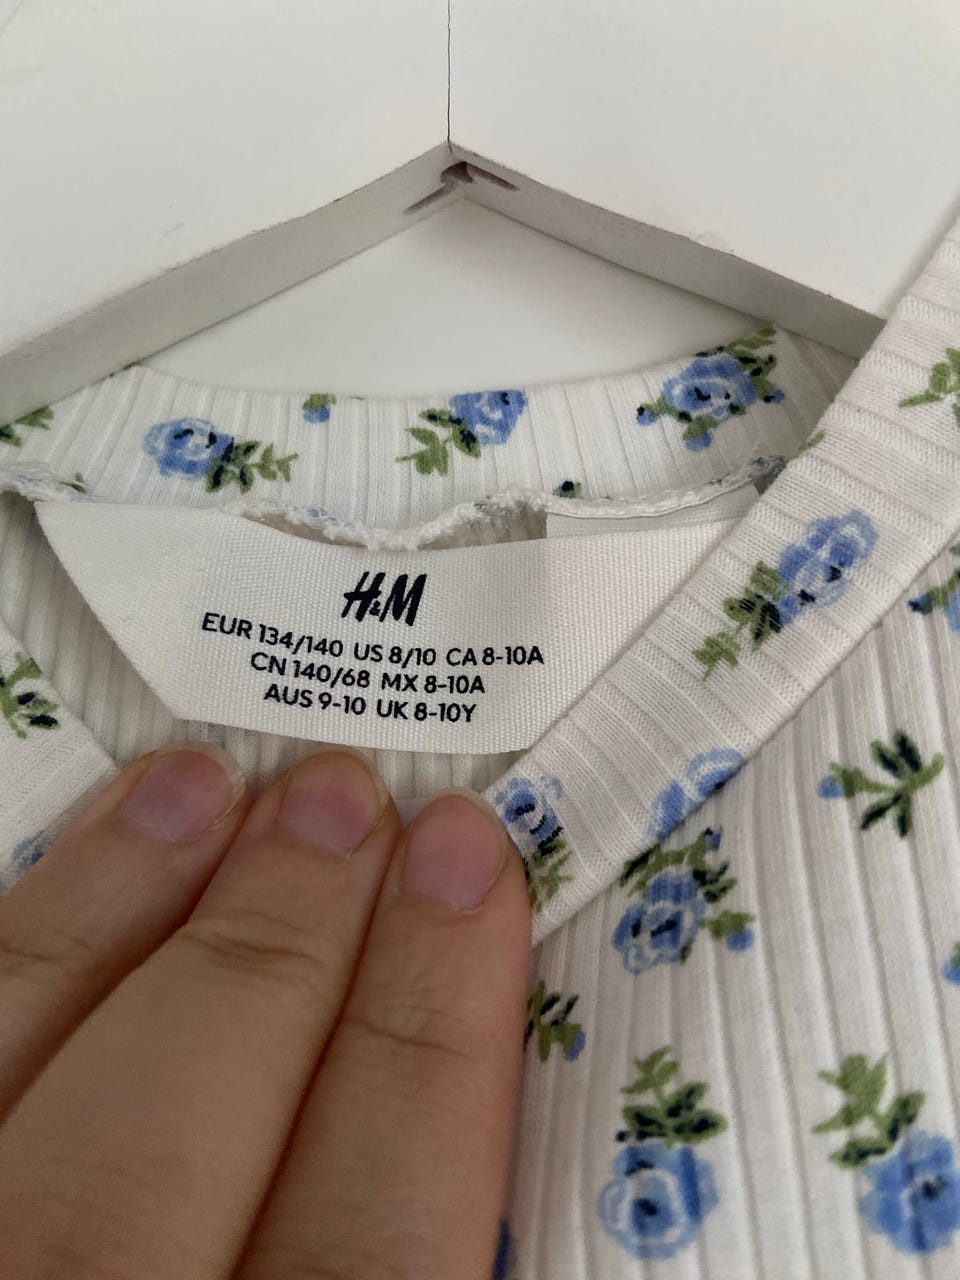 H&M
EUR 134/140 US 8/10 CA 8-10A
CN 140/68 MX 8-10A
AUS 9-10 UK 8-10Y